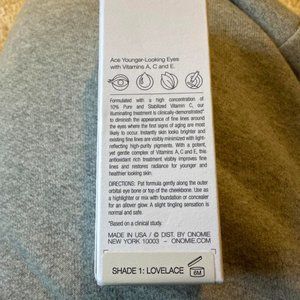 Ace Younger-Looking Eyes
with Vitamins A, C and E.
Formulated with a high concentration of
10% Pure and Stabilized Vitamin C, our
illuminating treatment is clinically-demonstrated*
to diminish the appearance of fine lines around
the eyes where the first signs of aging are most
likely to occur. Instantly skin looks brighter and
existing fine lines are visibly minimized with light-
reflecting high-purity pigments. With a potent,
yet gentle complex of Vitamins A, C and E, this
antioxidant rich treatment visibly improves fine
lines and restores radiance for younger and
healthier looking skin.
DIRECTIONS: Pat formula gently along the outer
orbital eye bone or top of the cheekbone. Use as
a highlighter or mix with foundation or concealer
for an allover glow. A slight tingling sensation is
normal and safe.
*Based on a clinical study.
MADE IN USA / © DIST. BY ONOMIE
NEW YORK 10003 – ONOMIE.COM
SHADE 1: LOVELACE
6M